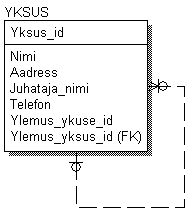 YKSUS
Yksus_id
Nimi
Aadress
Juhataja_nimi
Telefon
Ylemus_ykuse_id
Ylemus_yksus_id (FK)